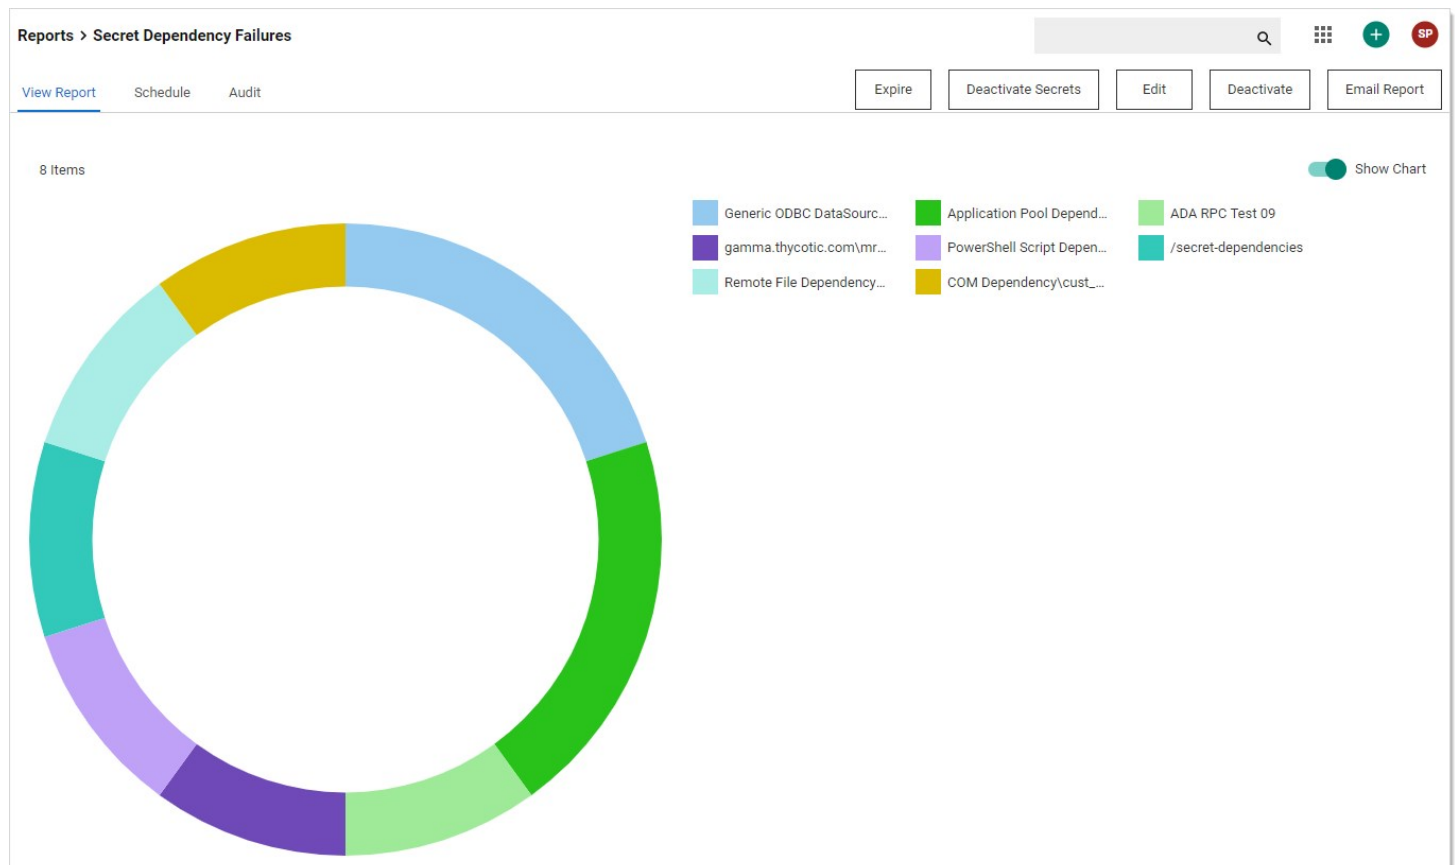 Reports > Secret Dependency Failures
SP
View Report Schedule Audit
Expire Deactivate Secrets Edit Deactivate Email Report
8 Items
Show Chart
Generic ODBC DataSourc... Application Pool Depend... ADA RPC Test 09
gamma.thycotic.com\mr... PowerShell Script Depen... /secret-dependencies
Remote File Dependency... COM Dependency\cust_...